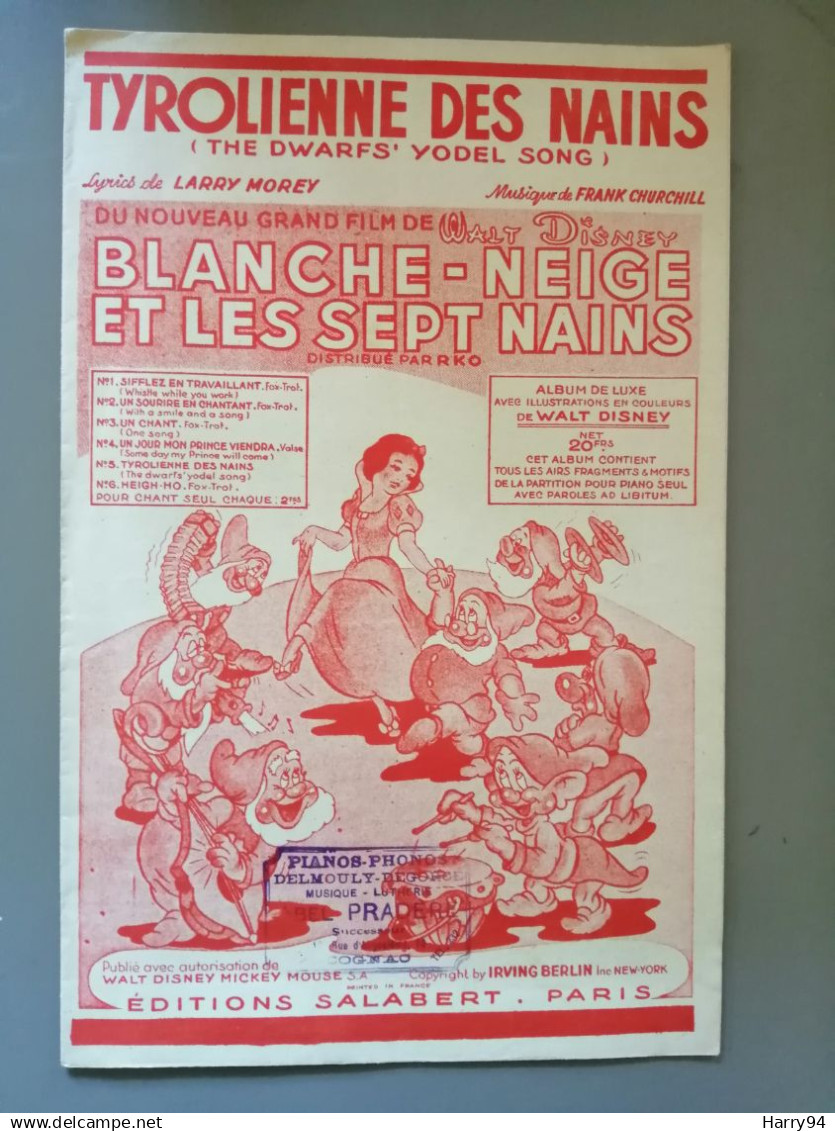 TYROLIENNE DES NAINS
( THE DWARFS' YODEL SONG )
Lyrics de LARRY MOREY
Musique de FRANK CHURCHILL
DU NOUVEAU GRAND FILM DE WALT DISNEY
BLANCHE-NEIGE
ET LES SEPT NAINS
DISTRIBUÉ PAR RKO
No1. SIFFLEZ EN TRAVAILLANT. Fox-Trot.
(Whistle while you work)
No2. UN SOURIRE EN CHANTANT. Fox-Trot.
(With a smile and a song)
No3. UN CHANT. Fox-Trot.
(One song)
No4. UN JOUR MON PRINCE VIENDRA. Valse
(Some day my Prince will come)
No5. TYROLIENNE DES NAINS
(The dwarfs' yodel song)
No6. HEIGH-HO. Fox-Trot.
POUR CHANT SEUL CHAQUE: 2frs
ALBUM DE LUXE
AVEC ILLUSTRATIONS EN COULEURS
DE WALT DISNEY
NET
20FRS
CET ALBUM CONTIENT
TOUS LES AIRS FRAGMENTS & MOTIFS
DE LA PARTITION POUR PIANO SEUL
AVEC PAROLES AD LIBITUM.
PIANOS-PHONOS
DELMOULY-DEGORCE
MUSIQUE - LUTHERIE
ABEL PRADERE
Successeur
Rue
COGNAC
Publié avec autorisation de
WALT DISNEY MICKEY MOUSE S.A
Copyright by IRVING BERLIN Inc NEW-YORK
PRINTED IN FRANCE
ÉDITIONS SALABERT . PARIS
delcampe.net
Harry94